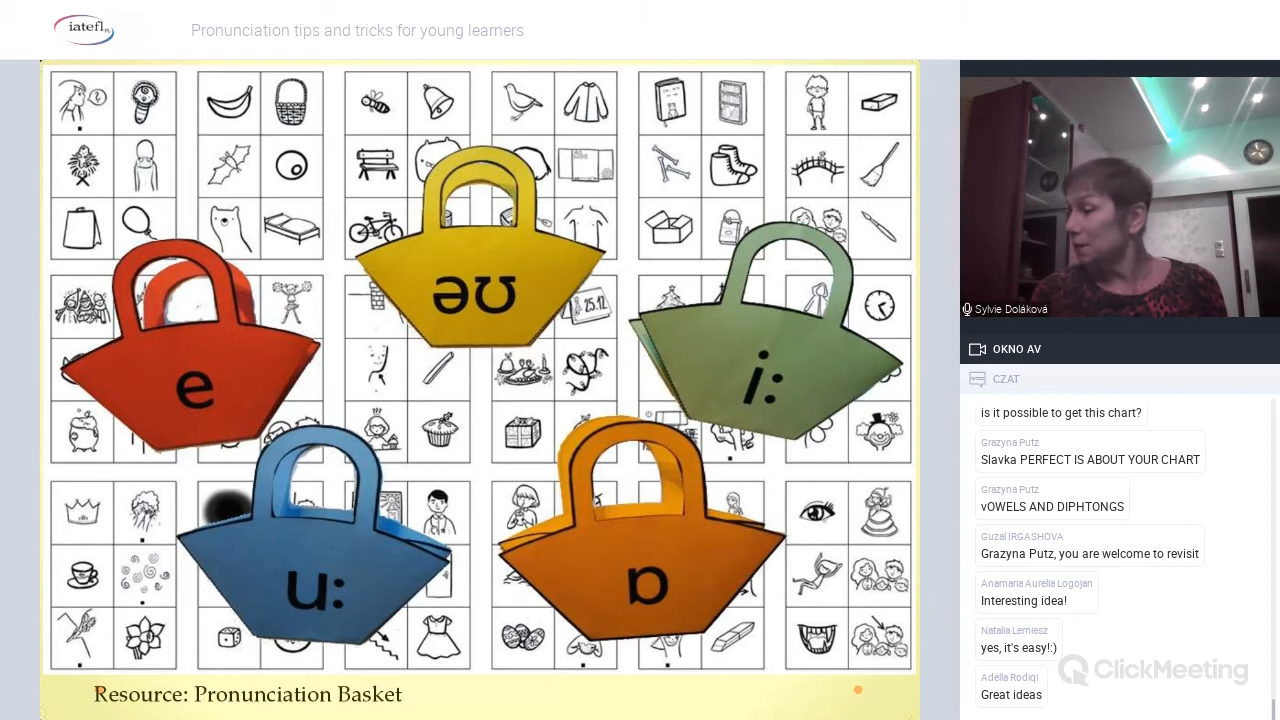 iatefl PL
Pronunciation tips and tricks for young learners
25.12
əʊ
e
i:
u:
ɒ
Resource: Pronunciation Basket
Sylvie Doláková
OKNO AV
CZAT
is it possible to get this chart?
Grazyna Putz
Slavka PERFECT IS ABOUT YOUR CHART
Grazyna Putz
vOWELS AND DIPHTONGS
Guzal IRGASHOVA
Grazyna Putz, you are welcome to revisit
Anamaria Aurelia Logojan
Interesting idea!
Natalia Lemiesz
yes, it's easy!:)
Adelia Rodiqi
Great ideas
ClickMeeting